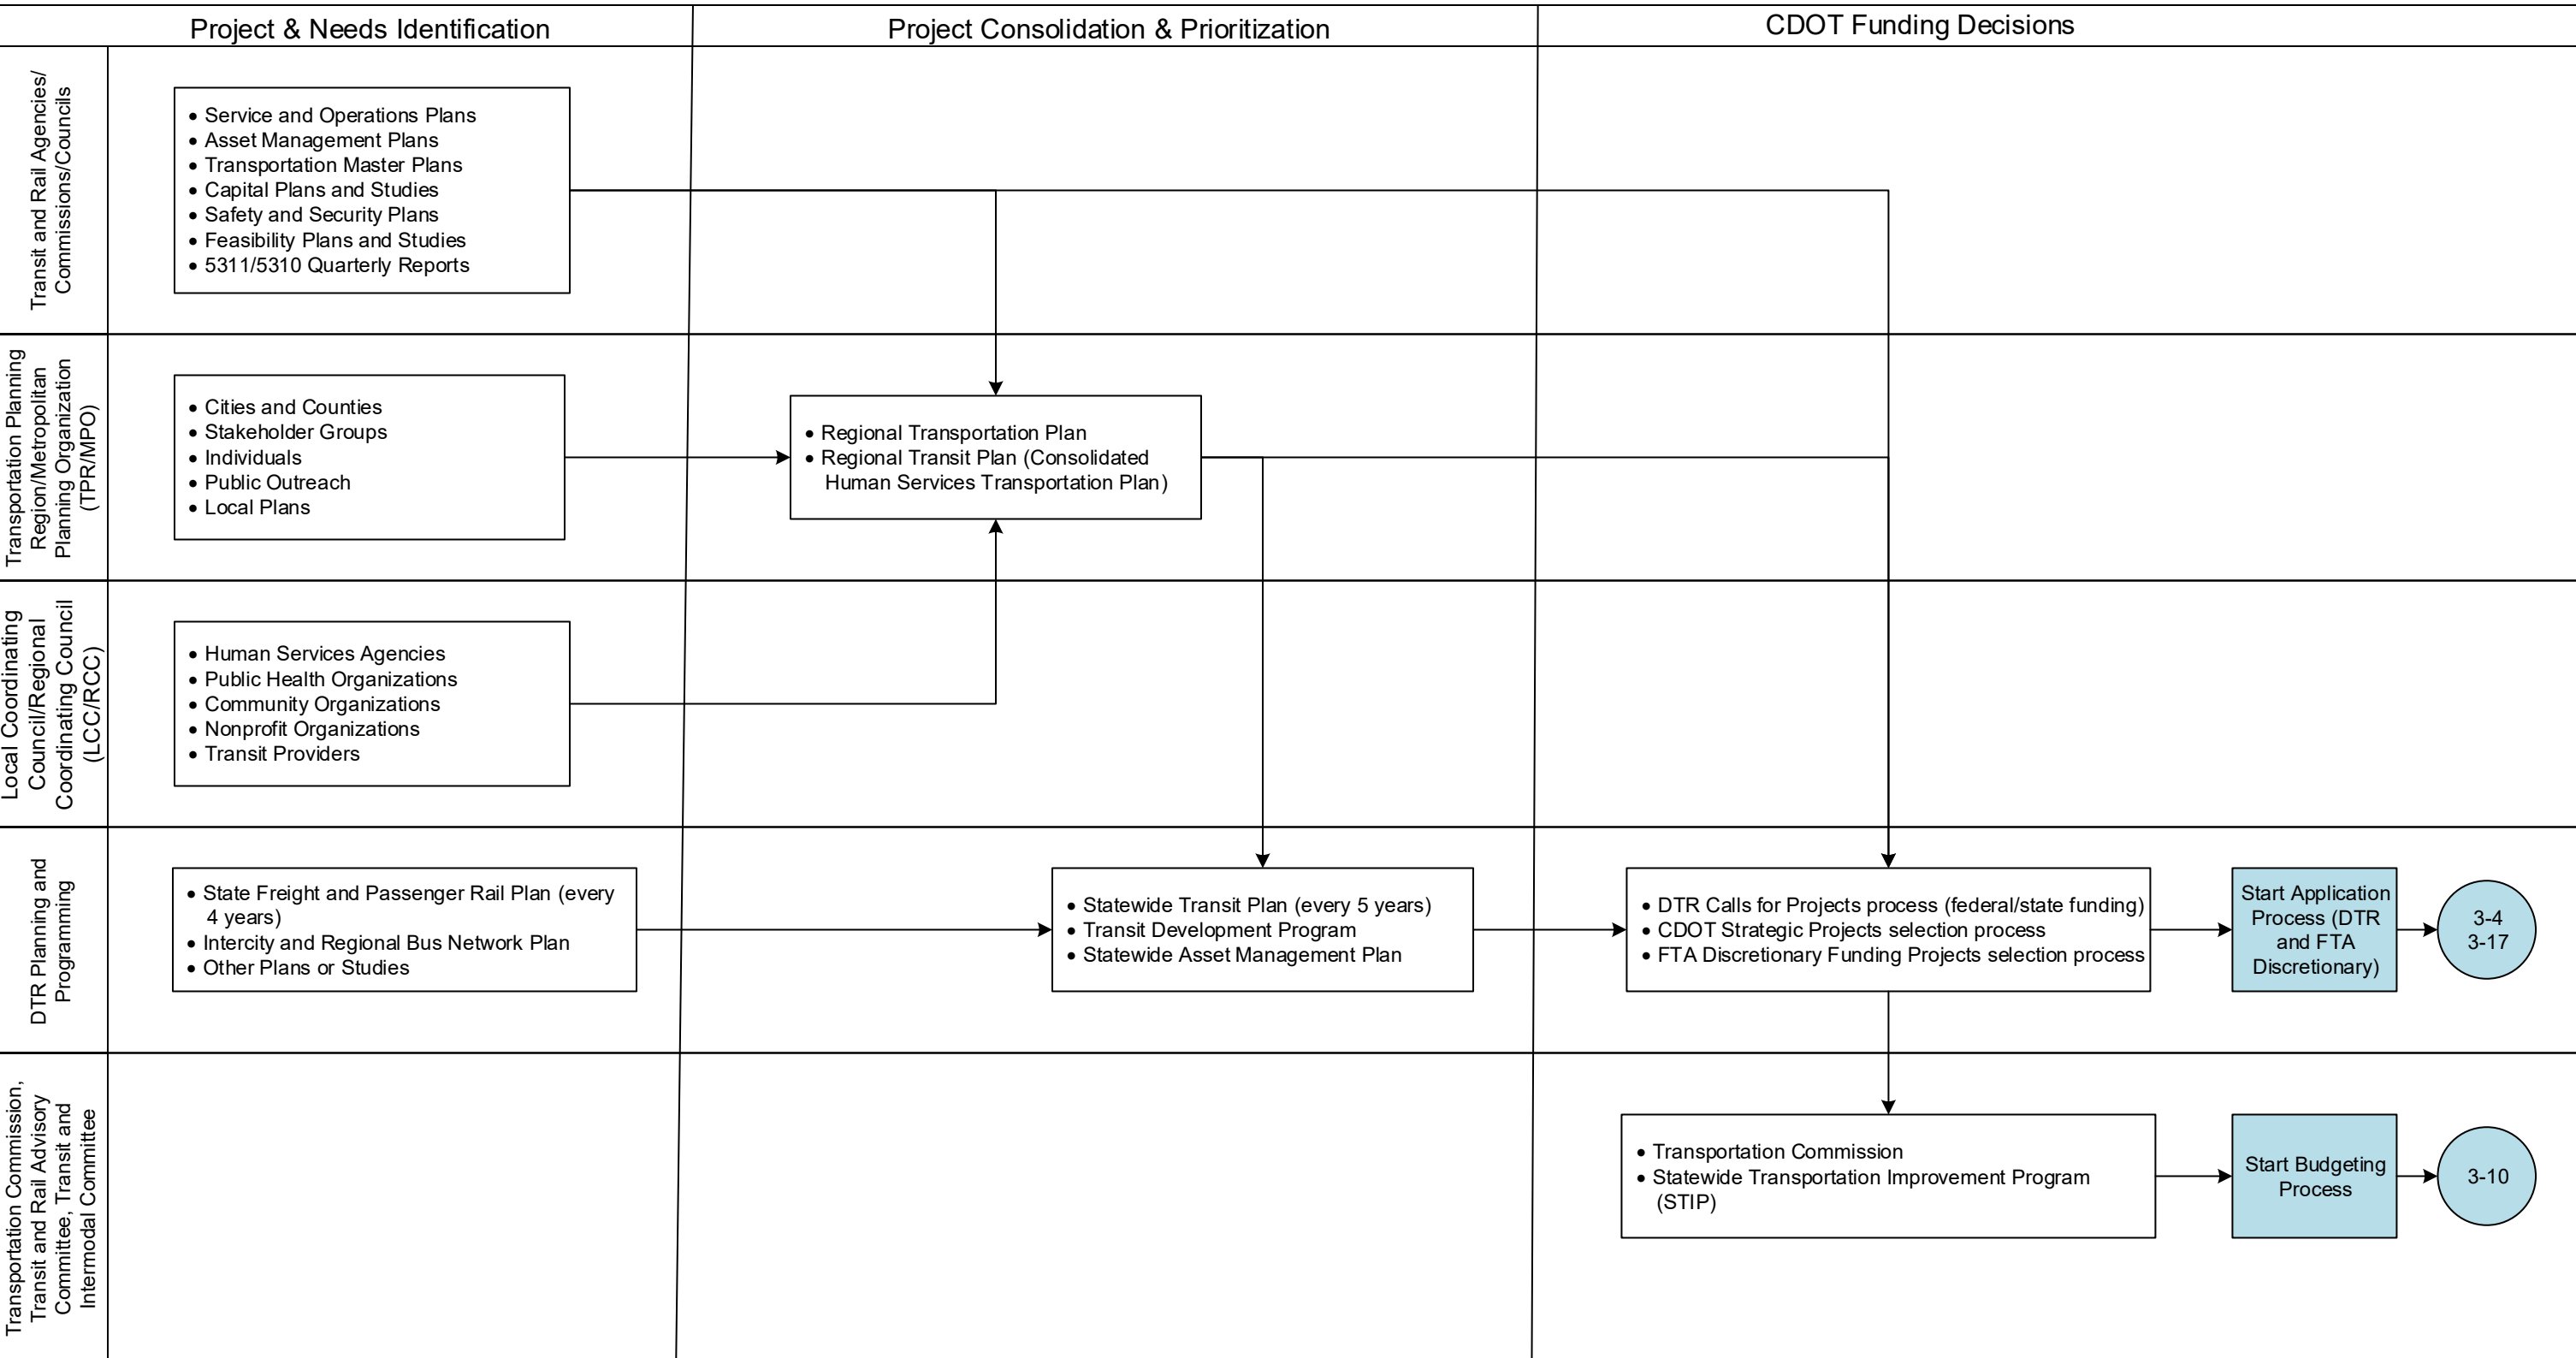 Project & Needs Identification
Project Consolidation & Prioritization
CDOT Funding Decisions
Transit and Rail Agencies/
Commissions/Councils
• Service and Operations Plans
• Asset Management Plans
• Transportation Master Plans
• Capital Plans and Studies
• Safety and Security Plans
• Feasibility Plans and Studies
• 5311/5310 Quarterly Reports
Transportation Planning
Region/Metropolitan
Planning Organization
(TPR/MPO)
• Cities and Counties
• Stakeholder Groups
• Individuals
• Public Outreach
• Local Plans
• Regional Transportation Plan
• Regional Transit Plan (Consolidated
Human Services Transportation Plan)
Local Coordinating
Council/Regional
Coordinating Council
(LCC/RCC)
• Human Services Agencies
• Public Health Organizations
• Community Organizations
• Nonprofit Organizations
• Transit Providers
DTR Planning and
Programming
• State Freight and Passenger Rail Plan (every
4 years)
• Intercity and Regional Bus Network Plan
• Other Plans or Studies
• Statewide Transit Plan (every 5 years)
• Transit Development Program
• Statewide Asset Management Plan
• DTR Calls for Projects process (federal/state funding)
• CDOT Strategic Projects selection process
• FTA Discretionary Funding Projects selection process
Start Application
Process (DTR
and FTA
Discretionary)
3-4
3-17
Transportation Commission,
Transit and Rail Advisory
Committee, Transit and
Intermodal Committee
• Transportation Commission
• Statewide Transportation Improvement Program
(STIP)
Start Budgeting
Process
3-10